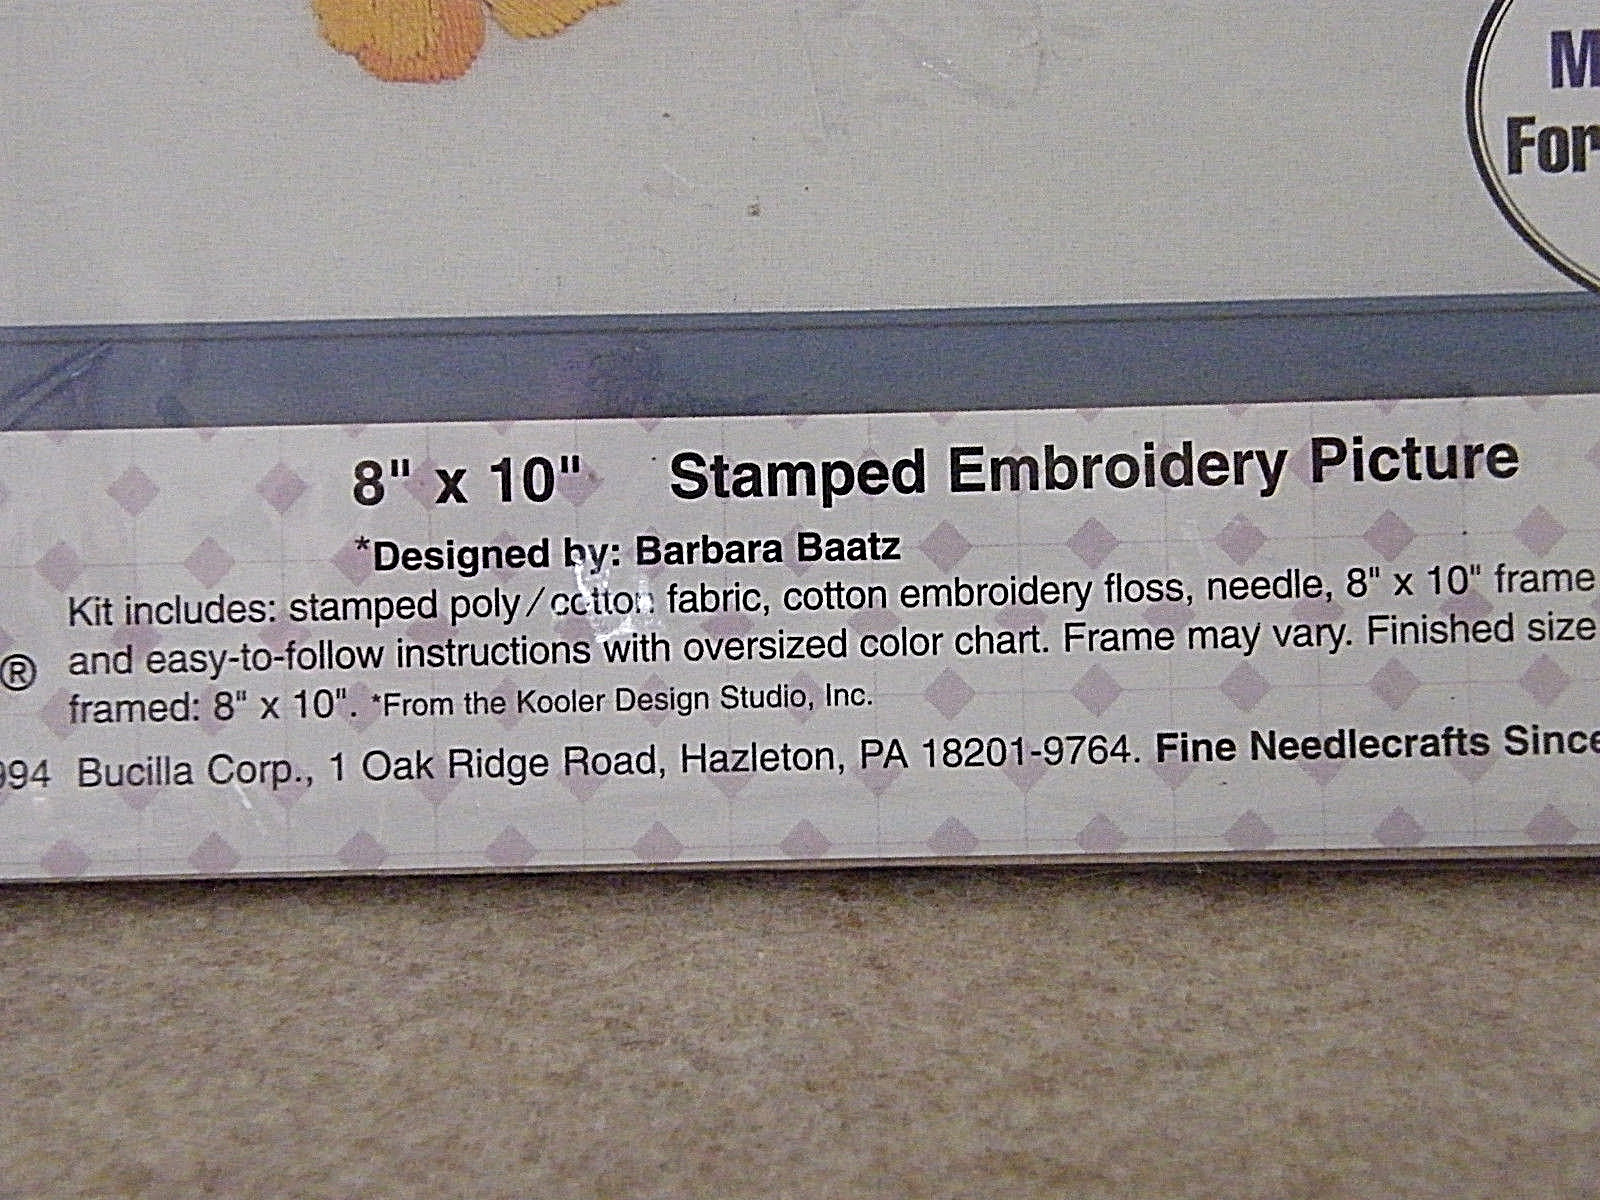 M
For
8" x 10" Stamped Embroidery Picture
*Designed by: Barbara Baatz
Kit includes: stamped poly/cotton fabric, cotton embroidery floss, needle, 8" x 10" frame
® and easy-to-follow instructions with oversized color chart. Frame may vary. Finished size
framed: 8" x 10". *From the Kooler Design Studio, Inc.
994 Bucilla Corp., 1 Oak Ridge Road, Hazleton, PA 18201-9764. Fine Needlecrafts Since